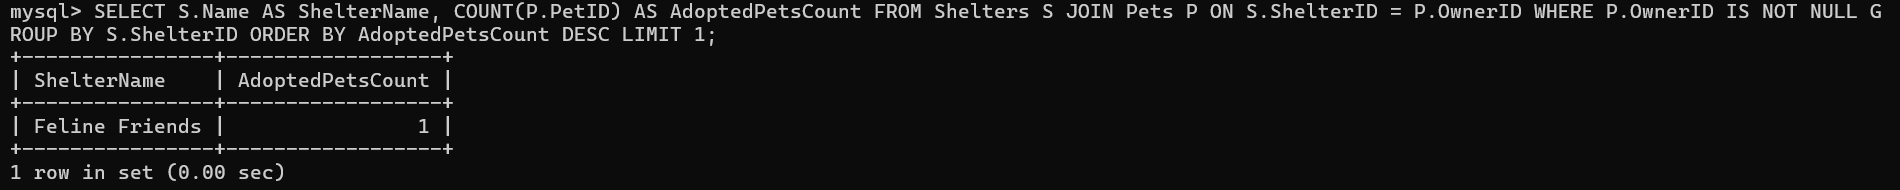 mysql> SELECT S.Name AS ShelterName, COUNT(P.PetID) AS AdoptedPetsCount FROM Shelters S JOIN Pets P ON S.ShelterID = P.OwnerID WHERE P.OwnerID IS NOT NULL G
ROUP BY S.ShelterID ORDER BY AdoptedPetsCount DESC LIMIT 1;
+----------------+------------------+
| ShelterName    | AdoptedPetsCount |
+----------------+------------------+
| Feline Friends |                1 |
+----------------+------------------+
1 row in set (0.00 sec)